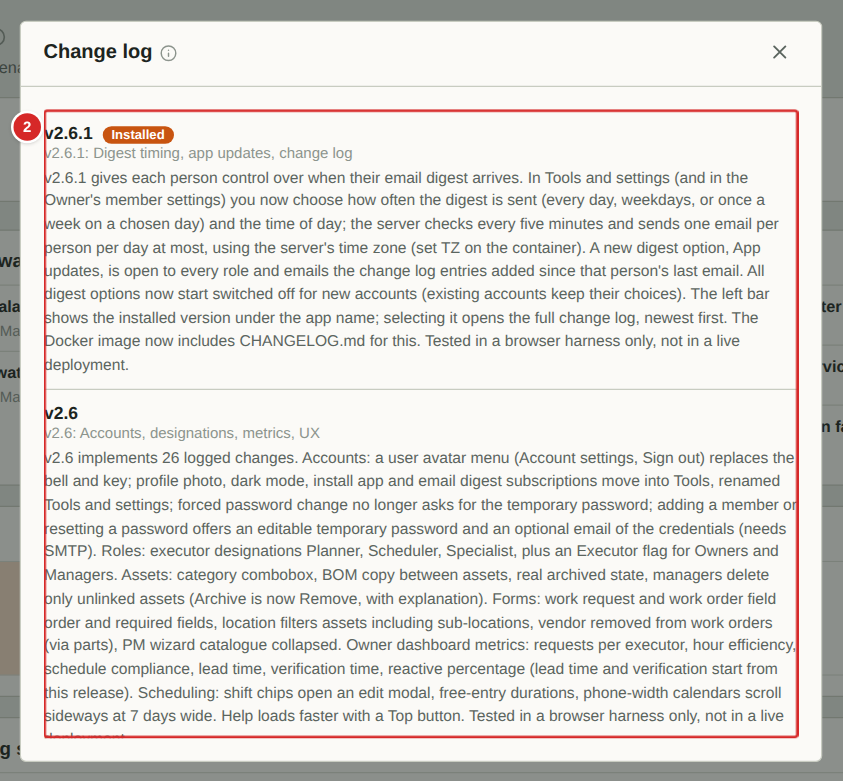 Change log
2
v2.6.1 Installed
v2.6.1: Digest timing, app updates, change log
v2.6.1 gives each person control over when their email digest arrives. In Tools and settings (and in the
Owner's member settings) you now choose how often the digest is sent (every day, weekdays, or once a
week on a chosen day) and the time of day; the server checks every five minutes and sends one email per
person per day at most, using the server's time zone (set TZ on the container). A new digest option, App
updates, is open to every role and emails the change log entries added since that person's last email. All
digest options now start switched off for new accounts (existing accounts keep their choices). The left bar
shows the installed version under the app name; selecting it opens the full change log, newest first. The
Docker image now includes CHANGELOG.md for this. Tested in a browser harness only, not in a live
deployment.
v2.6
v2.6: Accounts, designations, metrics, UX
v2.6 implements 26 logged changes. Accounts: a user avatar menu (Account settings, Sign out) replaces the
bell and key; profile photo, dark mode, install app and email digest subscriptions move into Tools, renamed
Tools and settings; forced password change no longer asks for the temporary password; adding a member or
resetting a password offers an editable temporary password and an optional email of the credentials (needs
SMTP). Roles: executor designations Planner, Scheduler, Specialist, plus an Executor flag for Owners and
Managers. Assets: category combobox, BOM copy between assets, real archived state, managers delete
only unlinked assets (Archive is now Remove, with explanation). Forms: work request and work order field
order and required fields, location filters assets including sub-locations, vendor removed from work orders
(via parts), PM wizard catalogue collapsed. Owner dashboard metrics: requests per executor, hour efficiency,
schedule compliance, lead time, verification time, reactive percentage (lead time and verification start from
this release). Scheduling: shift chips open an edit modal, free-entry durations, phone-width calendars scroll
sideways at 7 days wide. Help loads faster with a Top button. Tested in a browser harness only, not in a live